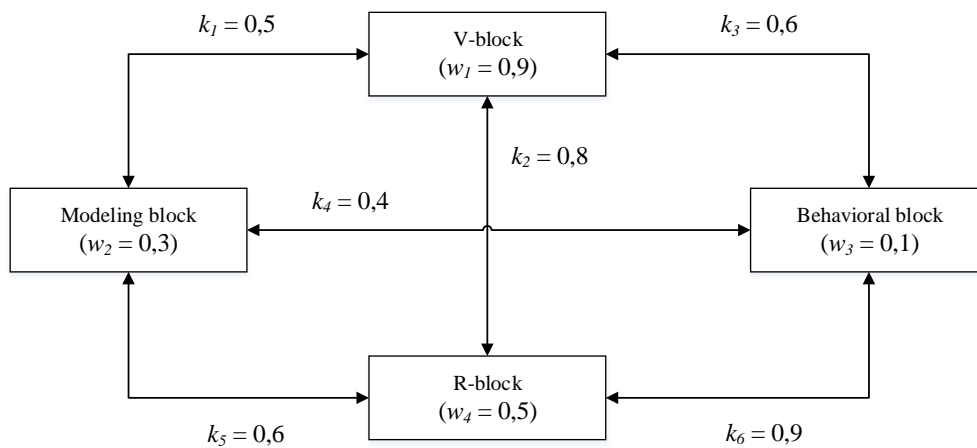 k1 = 0,5
V-block
(w1 = 0,9)
k3 = 0,6
k2 = 0,8
Modeling block
(w2 = 0,3)
k4 = 0,4
Behavioral block
(w3 = 0,1)
R-block
(w4 = 0,5)
k5 = 0,6
k6 = 0,9